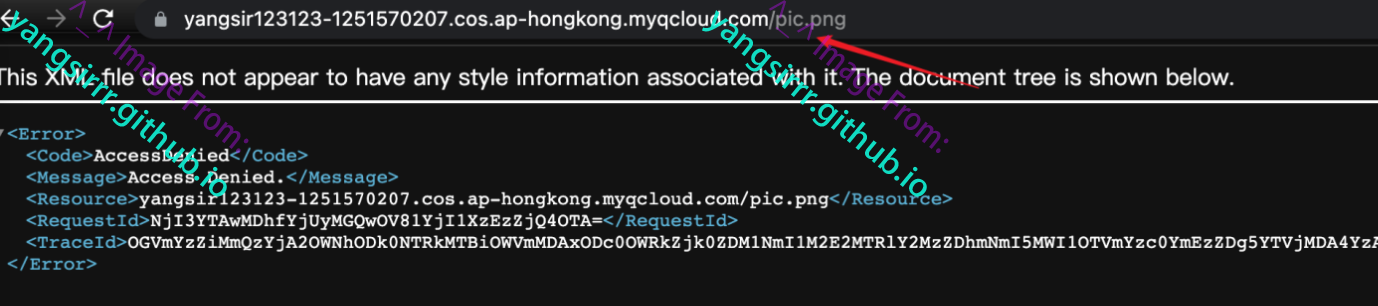 yangsir123123-1251570207.cos.ap-hongkong.myqcloud.com/pic.png
This XML file does not appear to have any style information associated with it. The document tree is shown below.
<Error>
<Code>AccessDenied</Code>
<Message>Access Denied.</Message>
<Resource>yangsir123123-1251570207.cos.ap-hongkong.myqcloud.com/pic.png</Resource>
<RequestId>NjI3YTAwMDhfYjUyMGQwOV81YjI1XzEzZjQ4OTA=</RequestId>
<TraceId>OGVmYzZiMmQzYjA2OWNhODk0NTRkMTBiOWVmMDAxODc0OWRkZjk0ZDM1NmI1M2E2MTRlY2MzZDhmNmI5MWI1OTVmYzc0YmEzZDg5YTVjMDA4YzA
</Error>
^_^ Image From:
yangsirrr.github.io
^_^ Image From:
yangsirrr.github.io